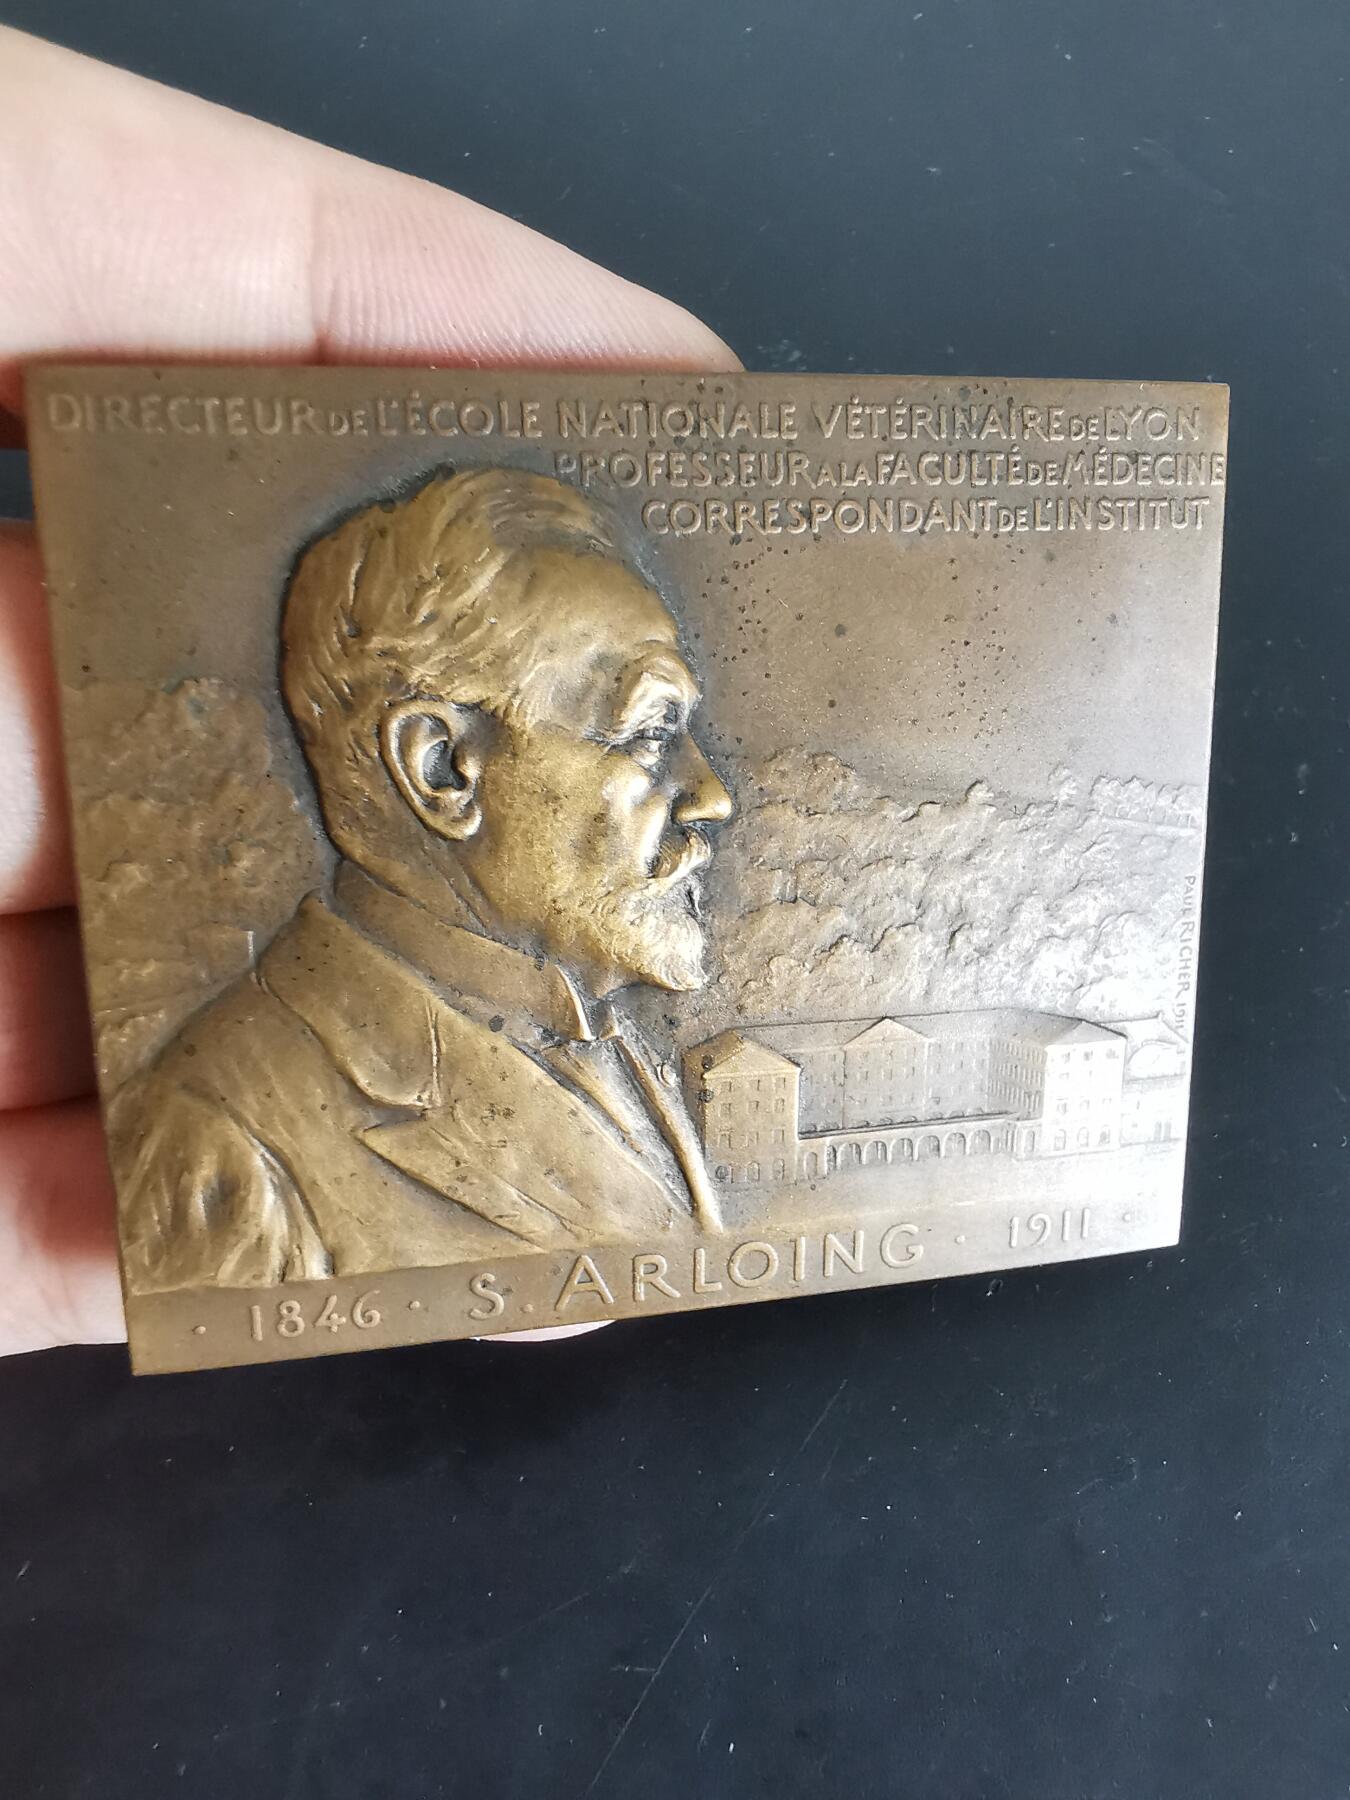 DIRECTEUR DE L'ÉCOLE NATIONALE VÉTÉRINAIRE DE LYON
PROFESSEUR A LA FACULTÉ DE MÉDECINE
CORRESPONDANT DE L'INSTITUT
PAUL RICHER 1911
· 1846 · S. ARLOING · 1911 ·